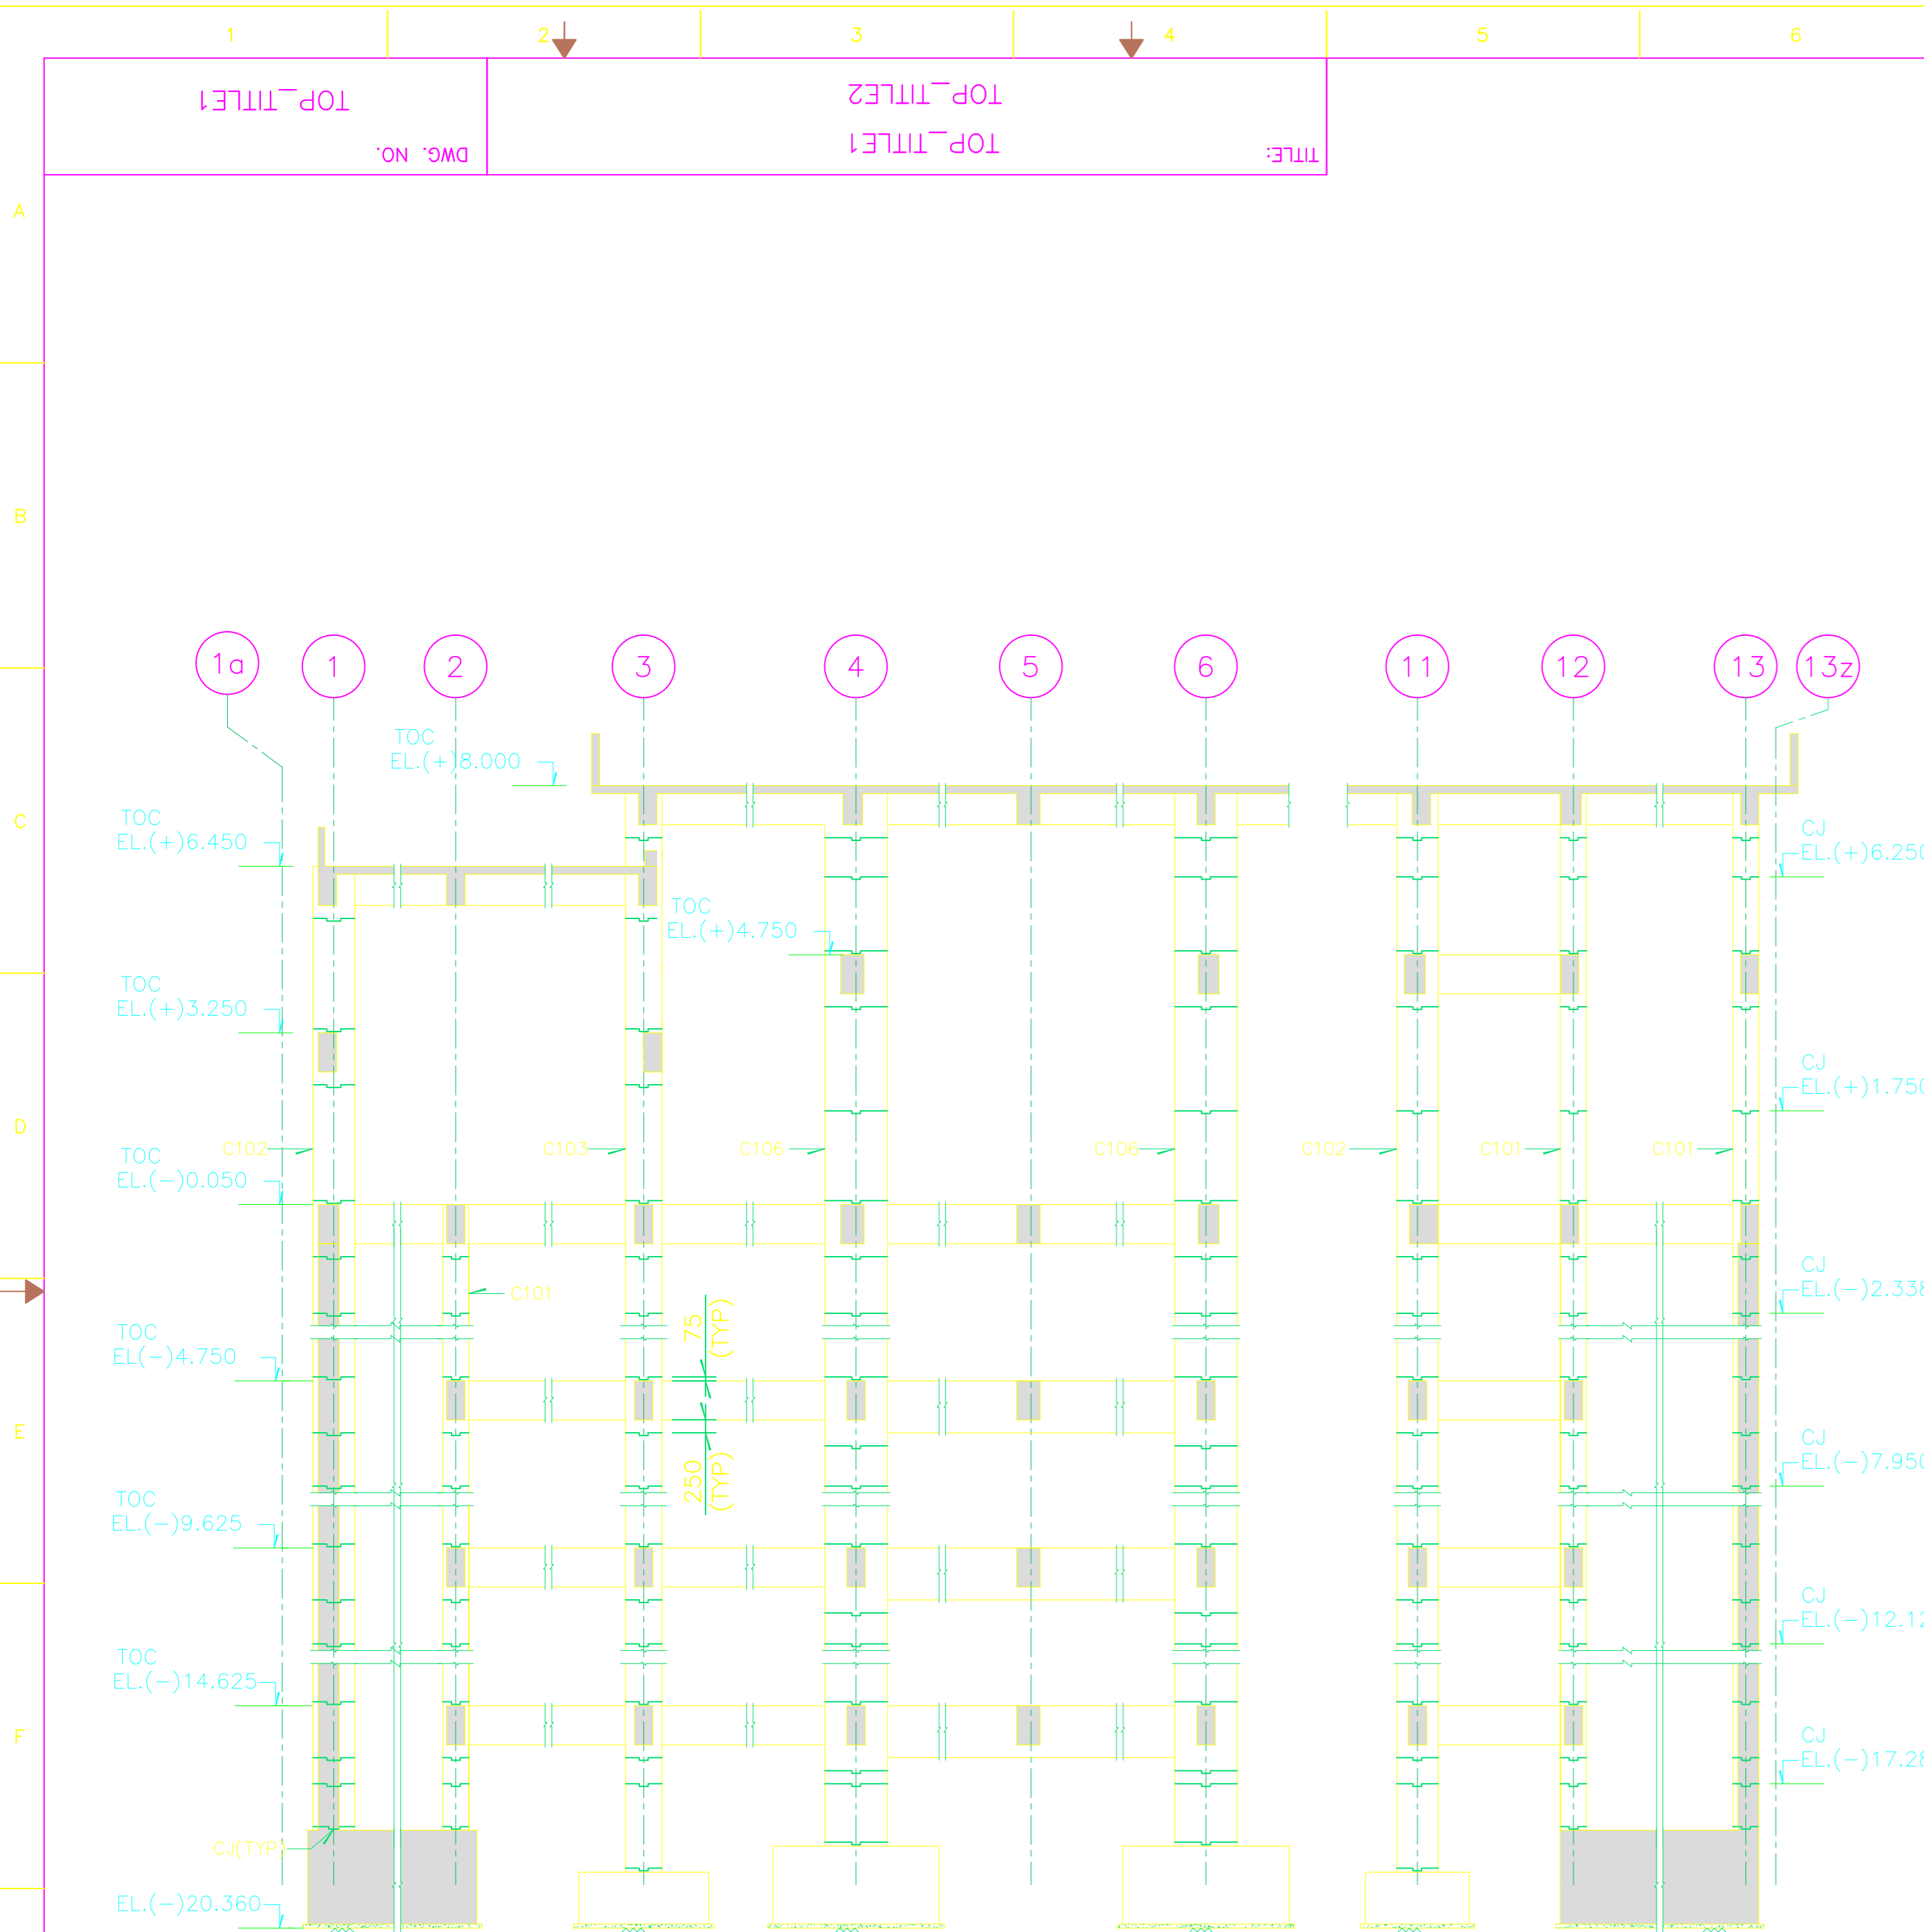 1 2 3 4 5 6
TOP_TITLE1
DWG. NO.
TOP_TITLE2
TOP_TITLE1
TITLE:
A
B
C
D
E
F
1a 1 2 3 4 5 6 11 12 13 13z
TOC
EL.(+)8.000
TOC
EL.(+)6.450
TOC
EL.(+)4.750
TOC
EL.(+)3.250
TOC
EL.(-)0.050
TOC
EL(-)4.750
TOC
EL(-)9.625
TOC
EL.(-)14.625
EL.(-)20.360
C102 C103 C106 C106 C102 C101 C101
C101
75
(TYP)
250
(TYP)
CJ(TYP)
CJ
EL.(+)6.250
CJ
EL.(+)1.750
CJ
EL.(-)2.338
CJ
EL.(-)7.950
CJ
EL.(-)12.12
CJ
EL.(-)17.28